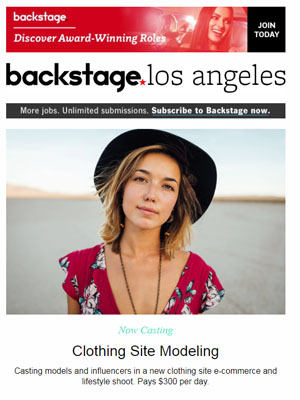 backstage
Discover Award-Winning Roles
JOIN
TODAY
backstage.los angeles
More jobs. Unlimited submissions. Subscribe to Backstage now.
Now Casting
Clothing Site Modeling
Casting models and influencers in a new clothing site e-commerce and
lifestyle shoot. Pays $300 per day.